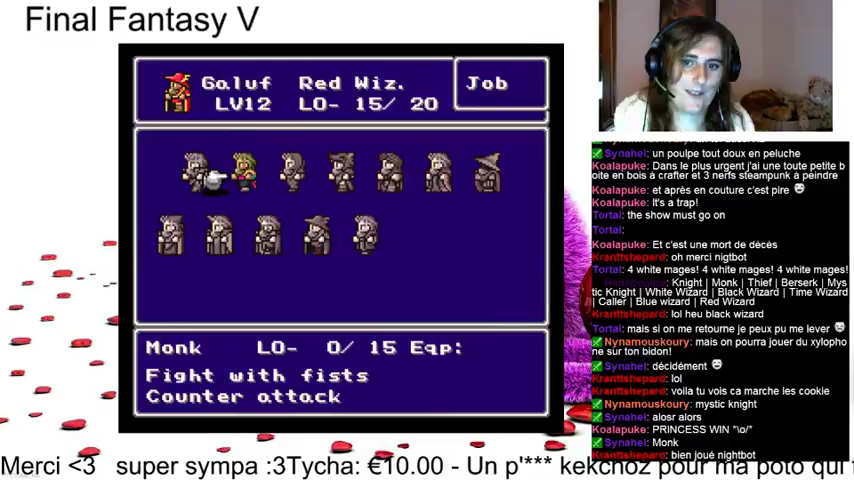 Final Fantasy V
Galuf Red Wiz. Job
LV12 LO- 15/ 20
Monk LO- 0/ 15 Eqp:
Fight with fists
Counter attack
Synahel: un poulpe tout doux en peluche
Koalapuke: Dans le plus urgent j'ai une toute petite b
oite en bois à crafter et 3 nerfs steampunk à peindre
Koalapuke: et après en couture c'est pire
Koalapuke: It's a trap!
Tortai: the show must go on
Tortai:
Koalapuke: Et c'est une mort de décés
Kranttshepard: oh merci nigtbot
Tortai: 4 white mages! 4 white mages! 4 white mages!
: Knight | Monk | Thief | Berserk | Mys
tic Knight | White Wizard | Black Wizard | Time Wizard
| Caller | Blue wizard | Red Wizard
Kranttshepard: lol heu black wizard
Tortai: mais si on me retourne je peux pu me lever
Nynamouskoury: mais on pourra jouer du xylopho
ne sur ton bidon!
Synahel: décidément
Kranttshepard: lol
Kranttshepard: voila tu vois ca marche les cookie
Nynamouskoury: mystic knight
Synahel: alosr alors
Koalapuke: PRINCESS WIN *\o/*
Synahel: Monk
Kranttshepard: bien joué nightbot
Merci <3 super sympa :3Tycha: €10.00 - Un p'*** kekchoz pour ma poto qui